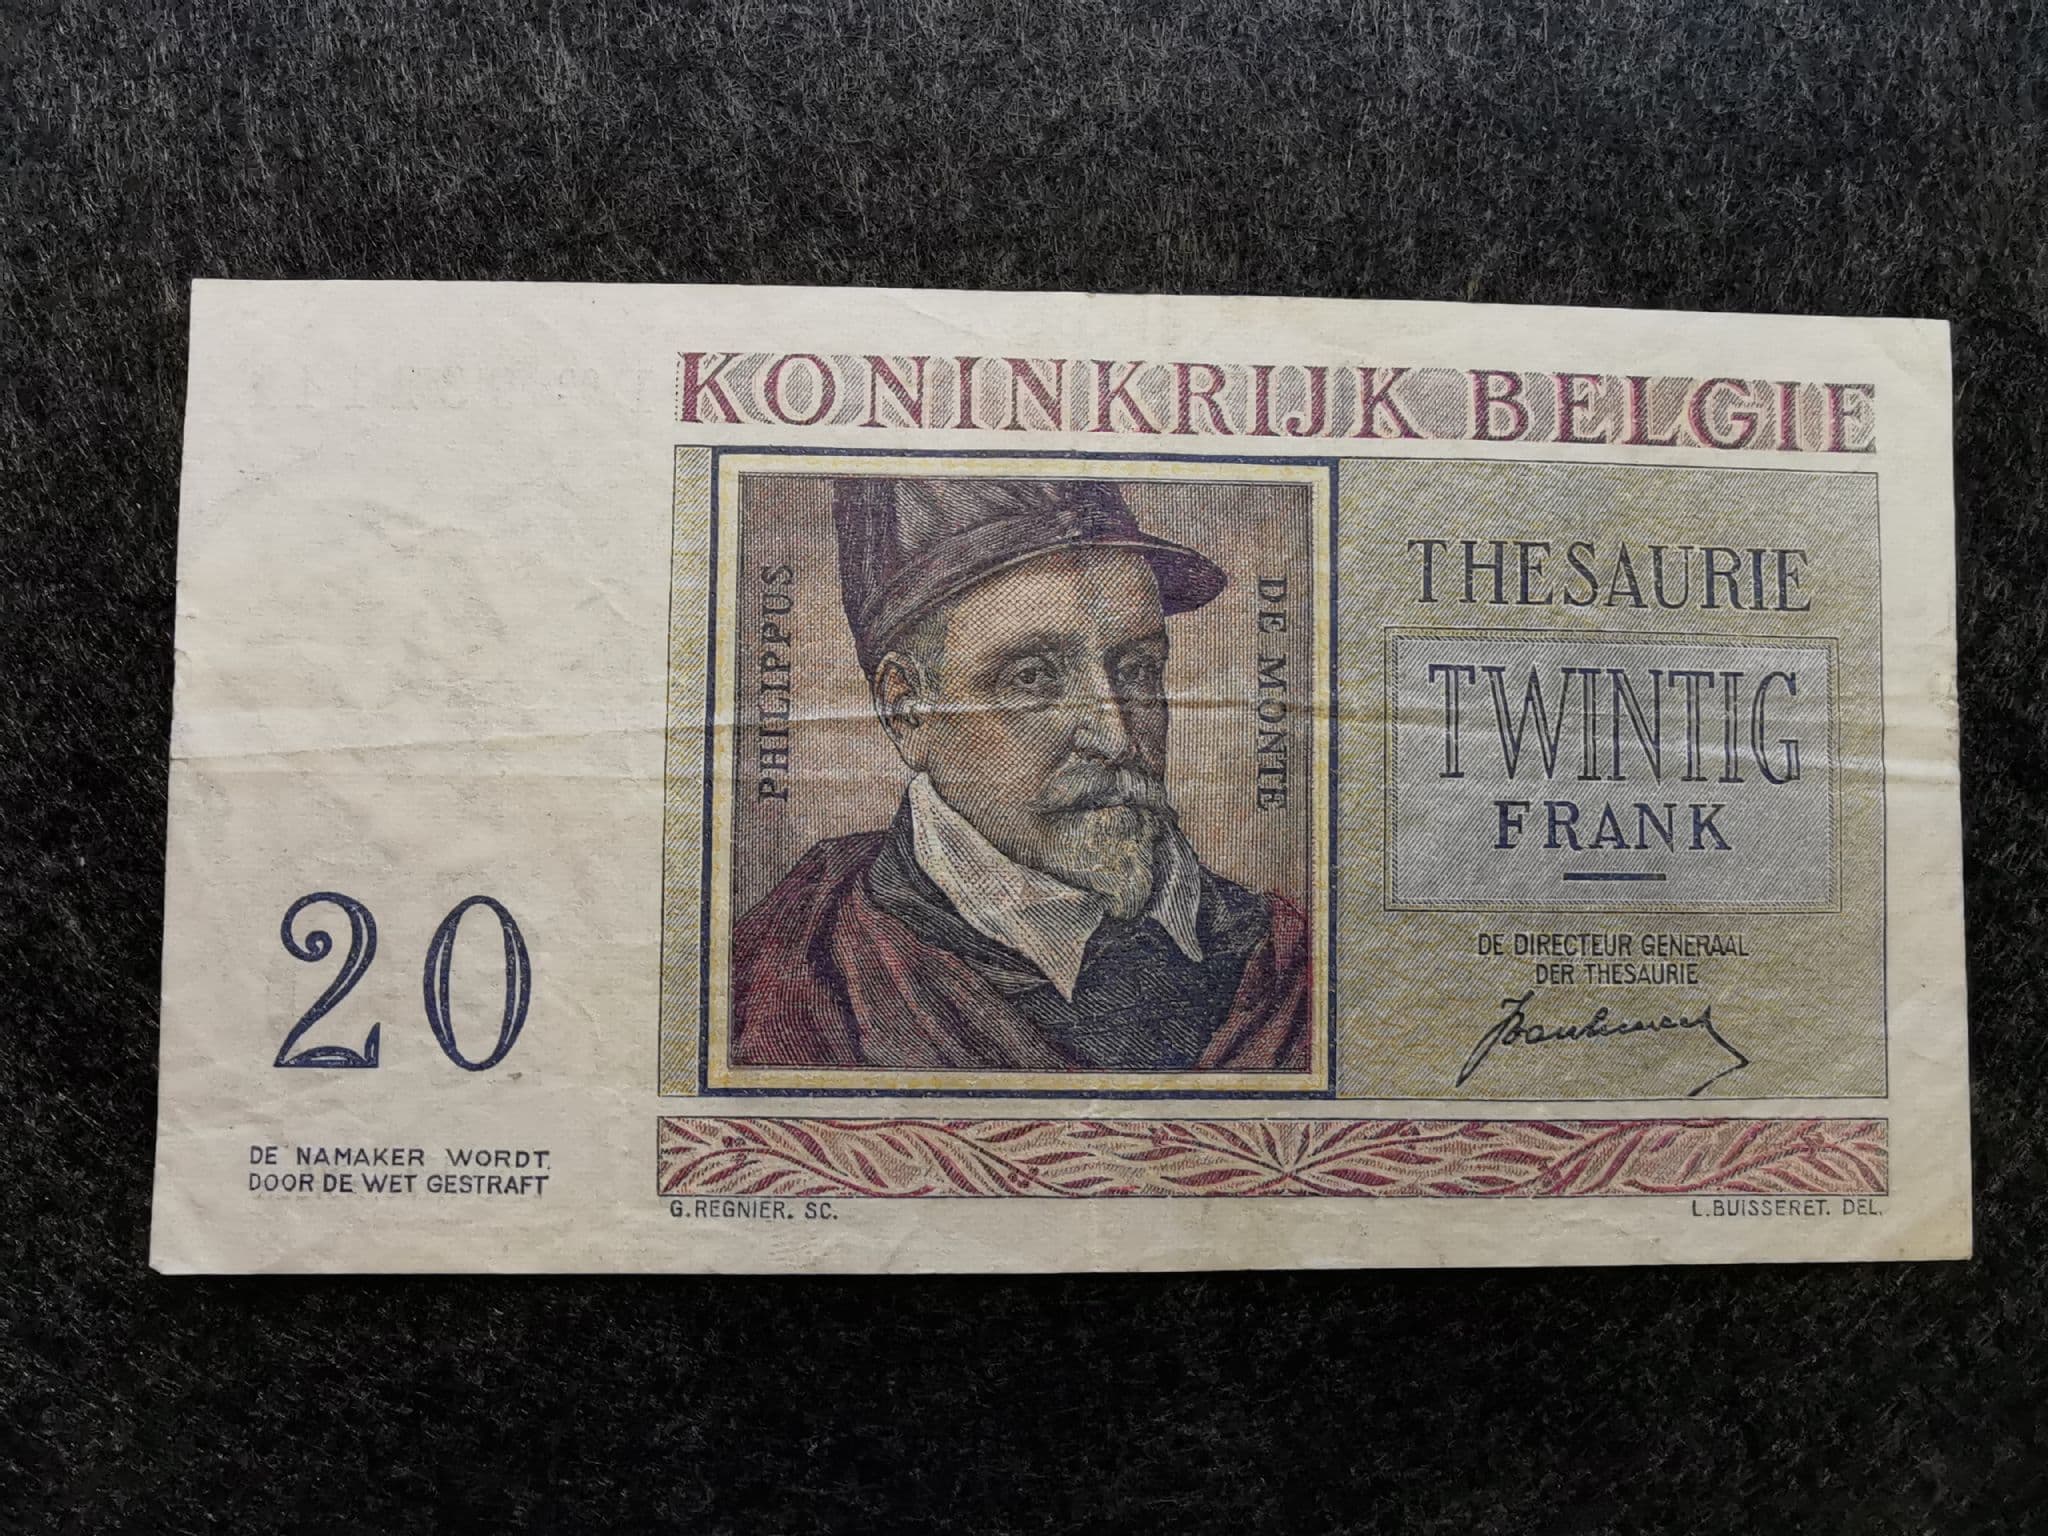 KONINKRIJK BELGIE
PHILIPPUS
DE MONTE
THESAURIE
TWINTIG
FRANK
DE DIRECTEUR GENERAAL
DER THESAURIE
20
DE NAMAKER WORDT
DOOR DE WET GESTRAFT
G.REGNIER. SC.
L.BUISSERET. DEL.